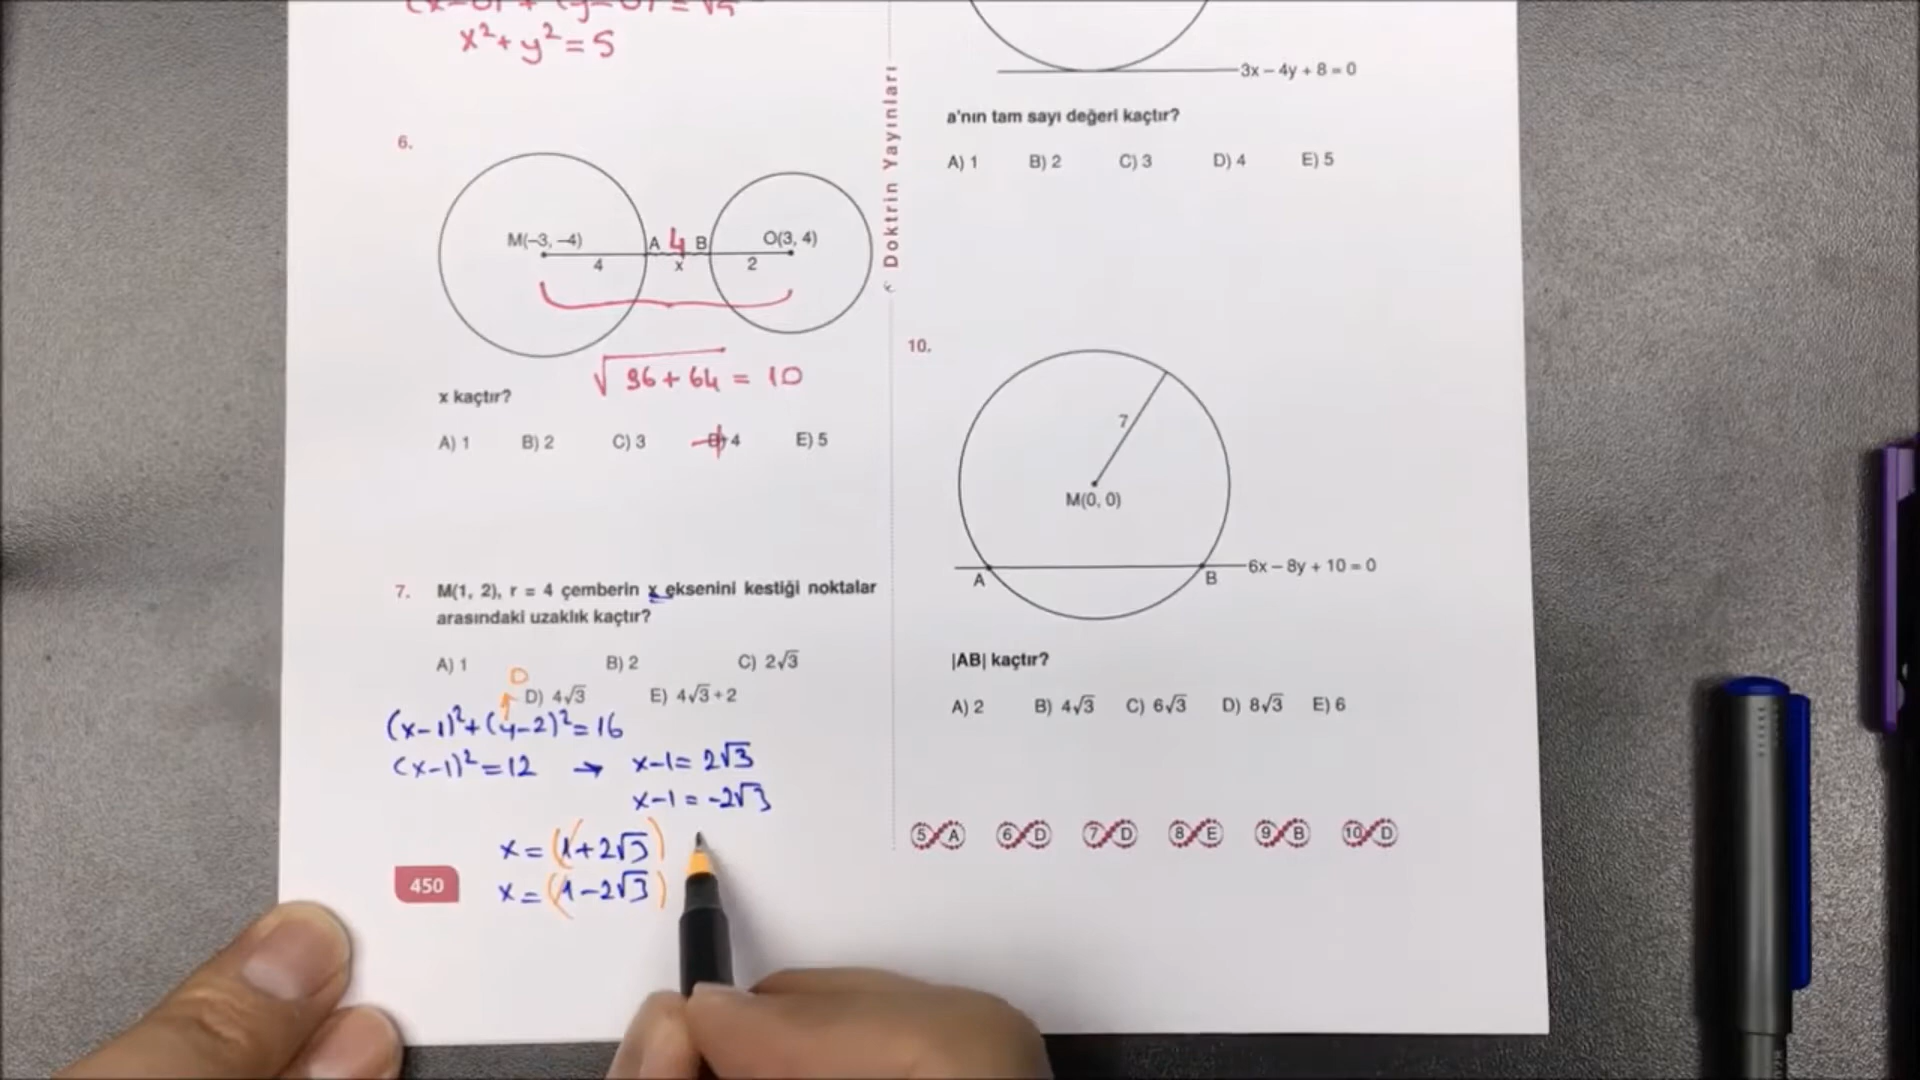 x² + y² = 5
6.
M(–3, –4)
A 4 B
O(3, 4)
4
x
2
√36 + 64 = 10
x kaçtır?
A) 1 B) 2 C) 3 D) 4 E) 5
7. M(1, 2), r = 4 çemberin x eksenini kestiği noktalar
arasındaki uzaklık kaçtır?
A) 1 B) 2 C) 2√3
0
D) 4√3 E) 4√3 + 2
(x–1)² + (y–2)² = 16
(x–1)² = 12 → x–1 = 2√3
x–1 = –2√3
x = (1+2√3)
x = (1–2√3)
450
Doktrin Yayınları
3x – 4y + 8 = 0
a'nın tam sayı değeri kaçtır?
A) 1 B) 2 C) 3 D) 4 E) 5
10.
7
M(0, 0)
A
B
6x – 8y + 10 = 0
|AB| kaçtır?
A) 2 B) 4√3 C) 6√3 D) 8√3 E) 6
5 A 6 D 7 D 8 E 9 B 10 D